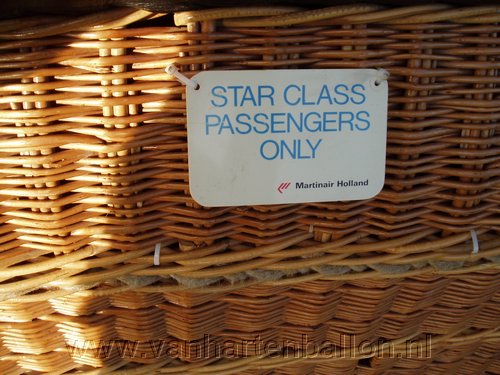 STAR CLASS
PASSENGERS
ONLY
Martinair Holland
www.vanhartenballon.nl